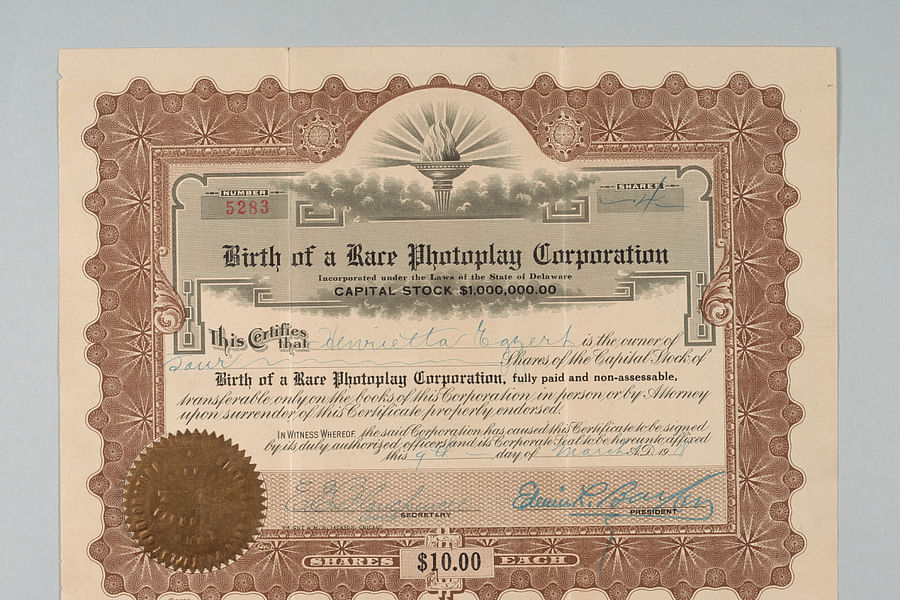 NUMBER
5283
SHARES
4
Birth of a Race Photoplay Corporation
Incorporated under the Laws of the State of Delaware
CAPITAL STOCK $1,000,000.00
This Certifies that Henrietta Eggert is the owner of
Four Shares of the Capital Stock of
Birth of a Race Photoplay Corporation, fully paid and non-assessable,
transferable only on the books of this Corporation in person or by Attorney
upon surrender of this Certificate properly endorsed.
IN WITNESS WHEREOF, the said Corporation has caused this Certificate to be signed
by its duly authorized officers and its Corporate Seal to be hereunto affixed
this 9th day of March A.D. 1918
SECRETARY
Edwin L. Barker
PRESIDENT
SHARES $10.00 EACH